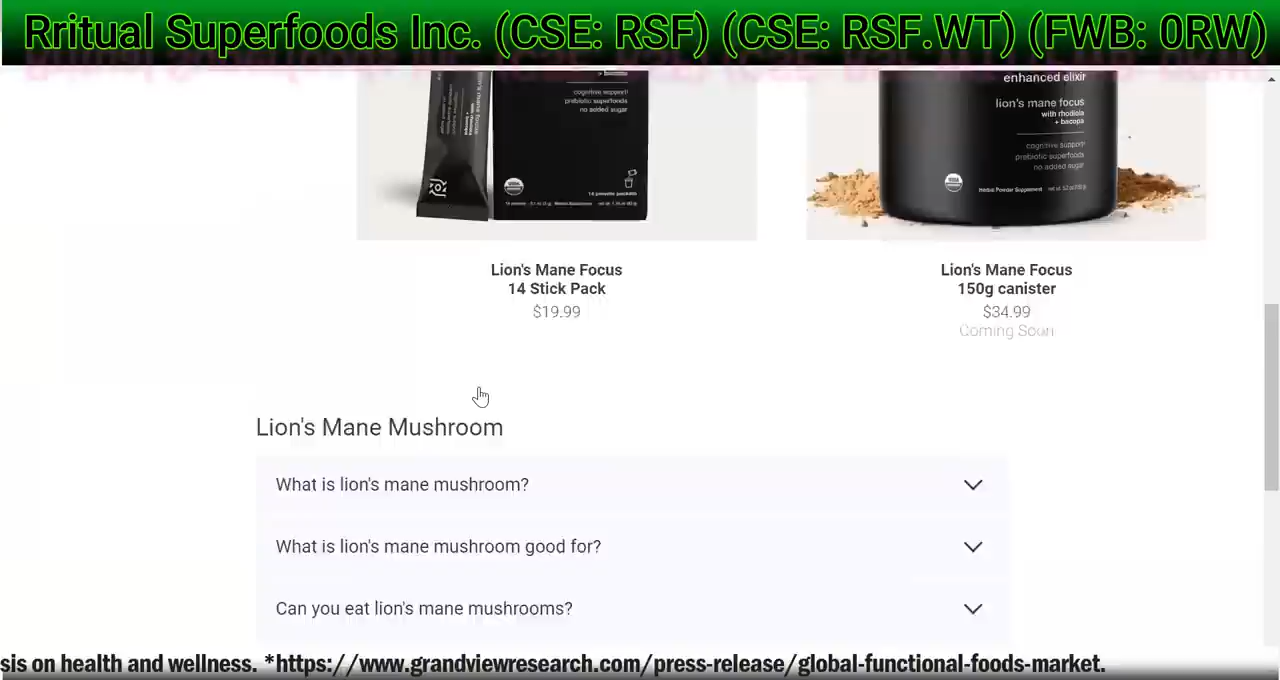 Rritual Superfoods Inc. (CSE: RSF) (CSE: RSF.WT) (FWB: 0RW)
cognitive support
prebiotic superfoods
no added sugar
enhanced elixir
lion's mane focus
with rhodiola
+ bacopa
cognitive support
prebiotic superfoods
no added sugar
Herbal Powder Supplement
Lion's Mane Focus
14 Stick Pack
$19.99
Lion's Mane Focus
150g canister
$34.99
Coming Soon
Lion's Mane Mushroom
What is lion's mane mushroom?
What is lion's mane mushroom good for?
Can you eat lion's mane mushrooms?
sis on health and wellness. *https://www.grandviewresearch.com/press-release/global-functional-foods-market.